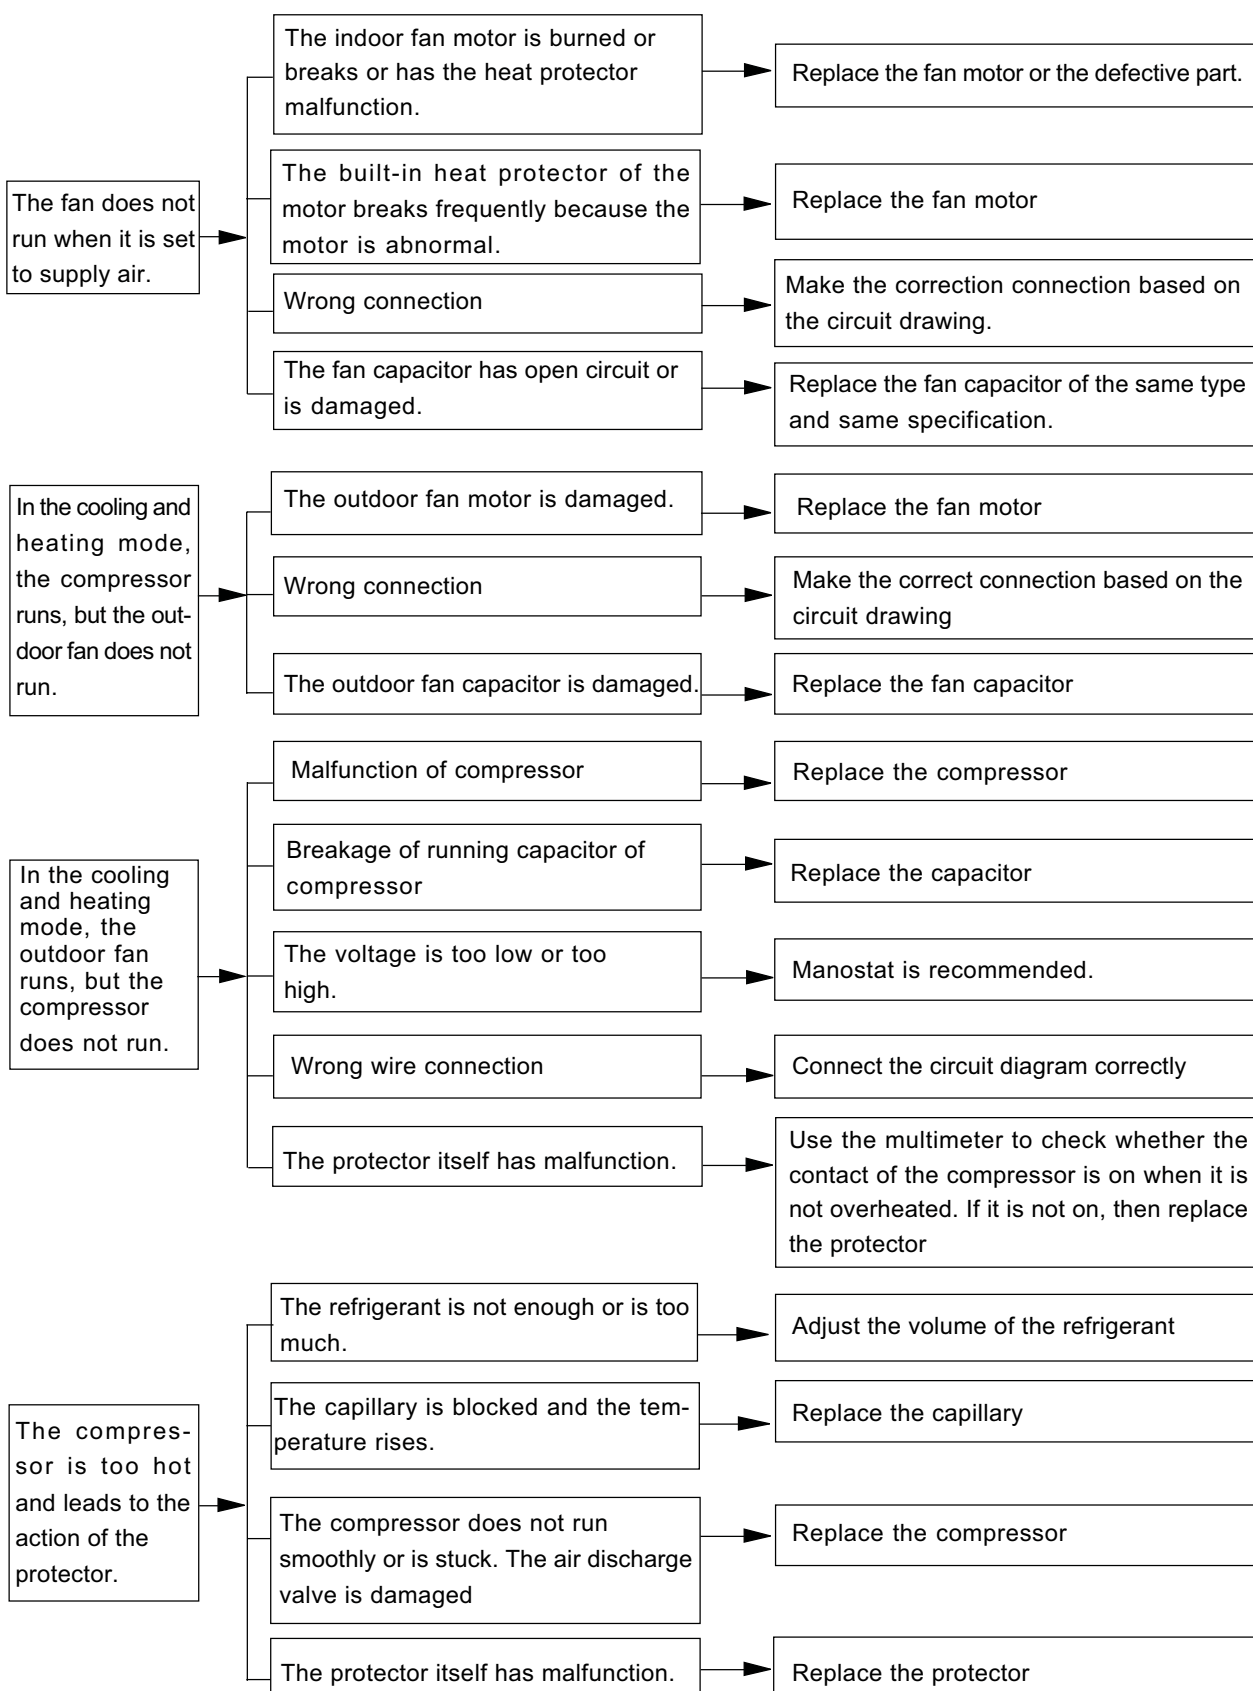 The indoor fan motor is burned or
breaks or has the heat protector
malfunction.
Replace the fan motor or the defective part.
The fan does not
run when it is set
to supply air.
The built-in heat protector of the
motor breaks frequently because the
motor is abnormal.
Replace the fan motor
Wrong connection
Make the correction connection based on
the circuit drawing.
The fan capacitor has open circuit or
is damaged.
Replace the fan capacitor of the same type
and same specification.
In the cooling and
heating mode,
the compressor
runs, but the out-
door fan does not
run.
The outdoor fan motor is damaged.
Replace the fan motor
Wrong connection
Make the correct connection based on the
circuit drawing
The outdoor fan capacitor is damaged.
Replace the fan capacitor
In the cooling
and heating
mode, the
outdoor fan
runs, but the
compressor
does not run.
Malfunction of compressor
Replace the compressor
Breakage of running capacitor of
compressor
Replace the capacitor
The voltage is too low or too
high.
Manostat is recommended.
Wrong wire connection
Connect the circuit diagram correctly
The protector itself has malfunction.
Use the multimeter to check whether the
contact of the compressor is on when it is
not overheated. If it is not on, then replace
the protector
The compres-
sor is too hot
and leads to the
action of the
protector.
The refrigerant is not enough or is too
much.
Adjust the volume of the refrigerant
The capillary is blocked and the tem-
perature rises.
Replace the capillary
The compressor does not run
smoothly or is stuck. The air discharge
valve is damaged
Replace the compressor
The protector itself has malfunction.
Replace the protector